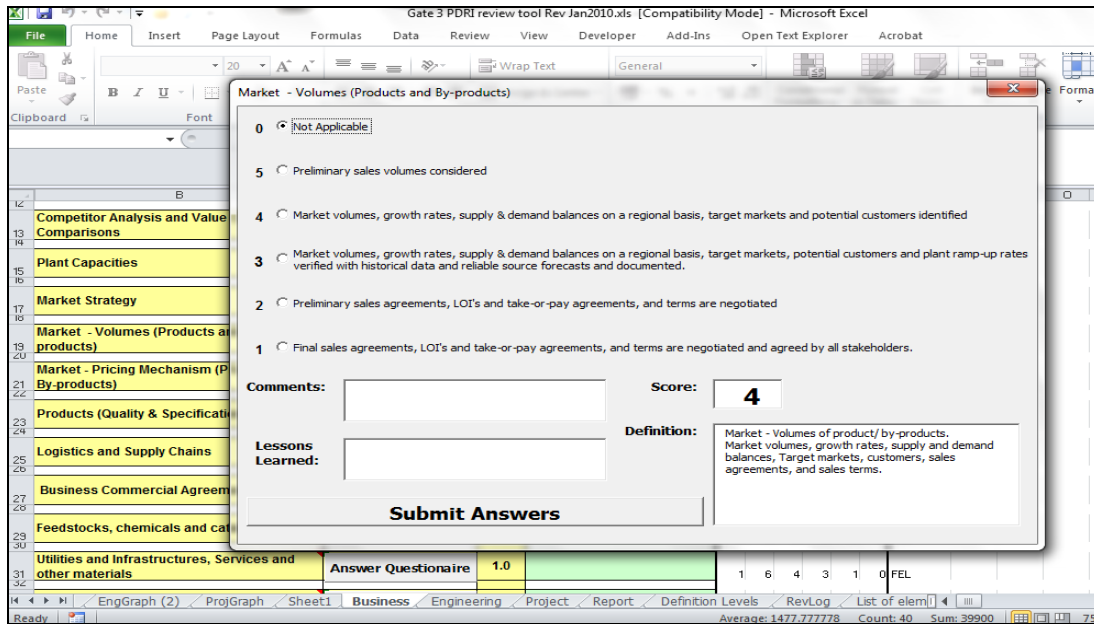 Gate 3 PDRI review tool Rev Jan2010.xls [Compatibility Mode] - Microsoft Excel
File Home Insert Page Layout Formulas Data Review View Developer Add-Ins Open Text Explorer Acrobat
Paste
20 A A Wrap Text General
B I U
Clipboard Font
Forma
Market - Volumes (Products and By-products)
0 Not Applicable
5 Preliminary sales volumes considered
4 Market volumes, growth rates, supply & demand balances on a regional basis, target markets and potential customers identified
3 Market volumes, growth rates, supply & demand balances on a regional basis, target markets, potential customers and plant ramp-up rates
verified with historical data and reliable source forecasts and documented.
2 Preliminary sales agreements, LOI's and take-or-pay agreements, and terms are negotiated
1 Final sales agreements, LOI's and take-or-pay agreements, and terms are negotiated and agreed by all stakeholders.
Comments:
Score: 4
Lessons
Learned:
Definition:
Market - Volumes of product/ by-products.
Market volumes, growth rates, supply and demand
balances, Target markets, customers, sales
agreements, and sales terms.
Submit Answers
B O
12
Competitor Analysis and Value
13 Comparisons
14
15 Plant Capacities
16
17 Market Strategy
18
Market - Volumes (Products a
19 products)
20
Market - Pricing Mechanism (P
21 By-products)
22
23 Products (Quality & Specificati
24
25 Logistics and Supply Chains
26
27 Business Commercial Agreem
28
29 Feedstocks, chemicals and cat
30
Utilities and Infrastructures, Services and
31 other materials Answer Questionaire 1.0 1 6 4 3 1 0 FEL
32
EngGraph (2) ProjGraph Sheet1 Business Engineering Project Report Definition Levels RevLog List of elem
Ready Average: 1477.777778 Count: 40 Sum: 39900 75